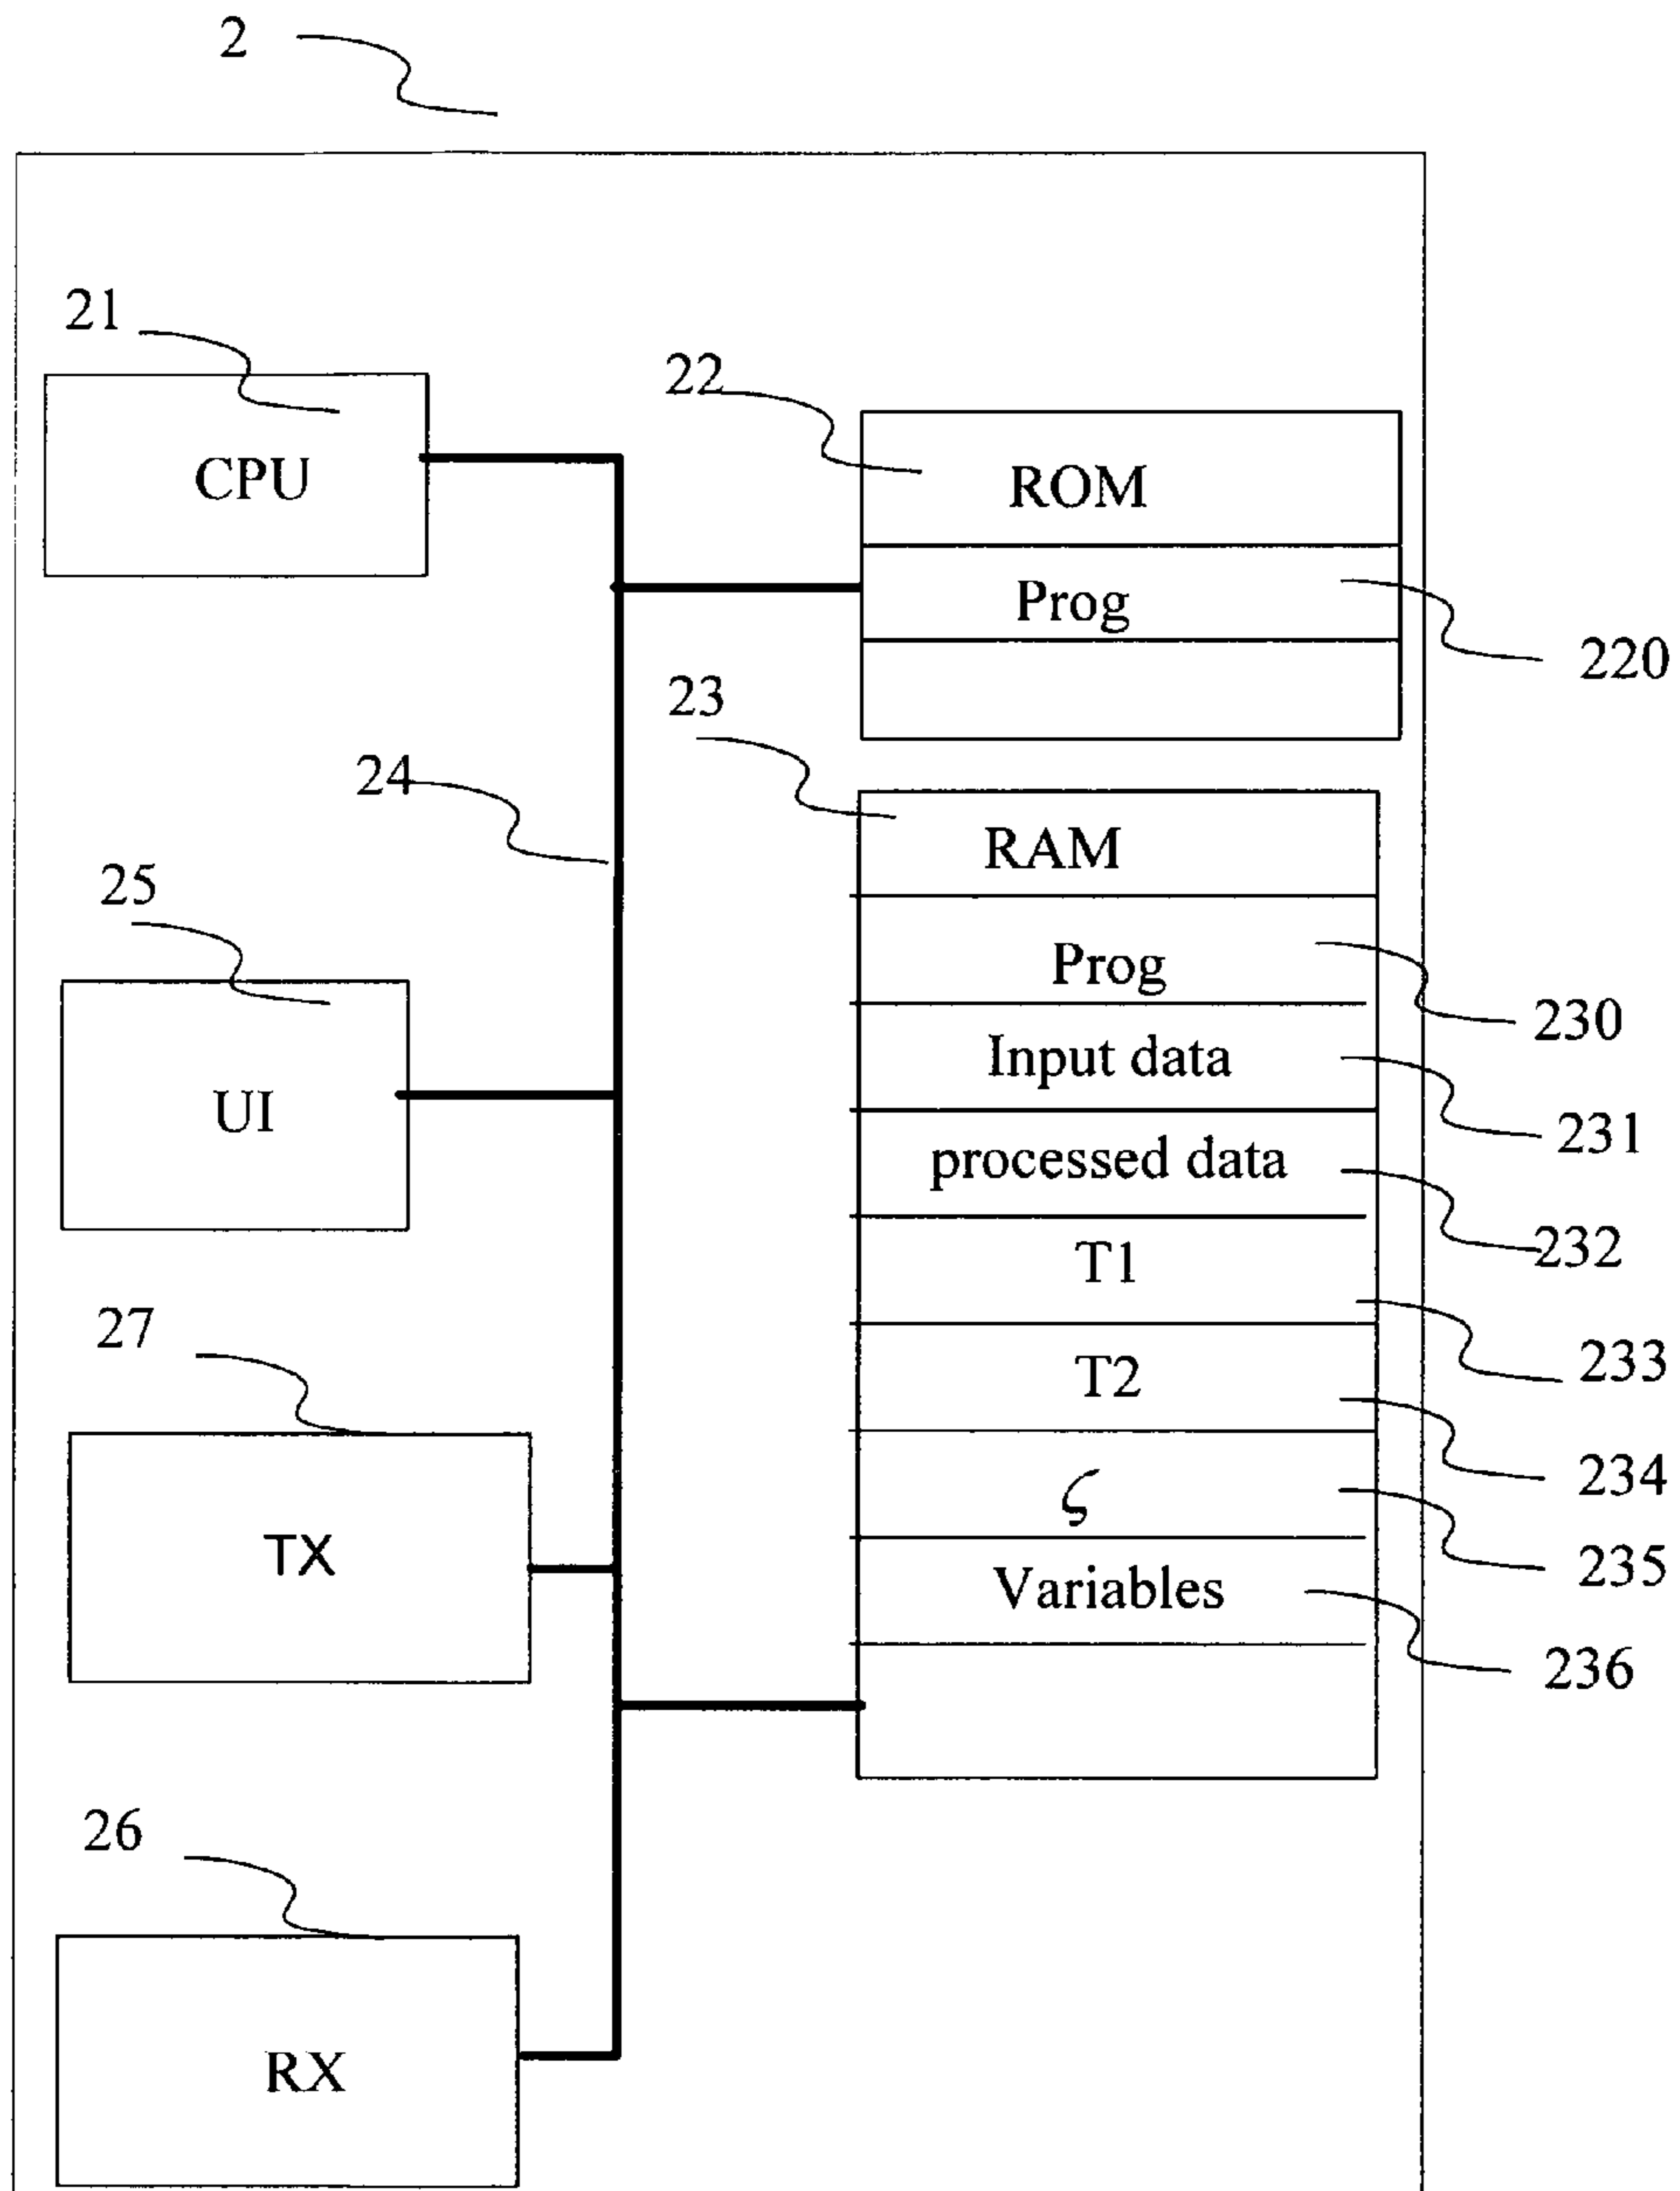 2
21
CPU
22
ROM
Prog
220
23
24
RAM
25
Prog
230
Input data
231
UI
processed data
232
T1
27
233
T2
234
TX
ς
235
Variables
236
26
RX